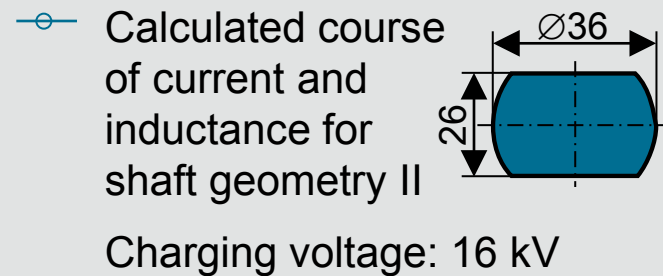 Calculated course
of current and
inductance for
shaft geometry II
∅36
26
Charging voltage: 16 kV